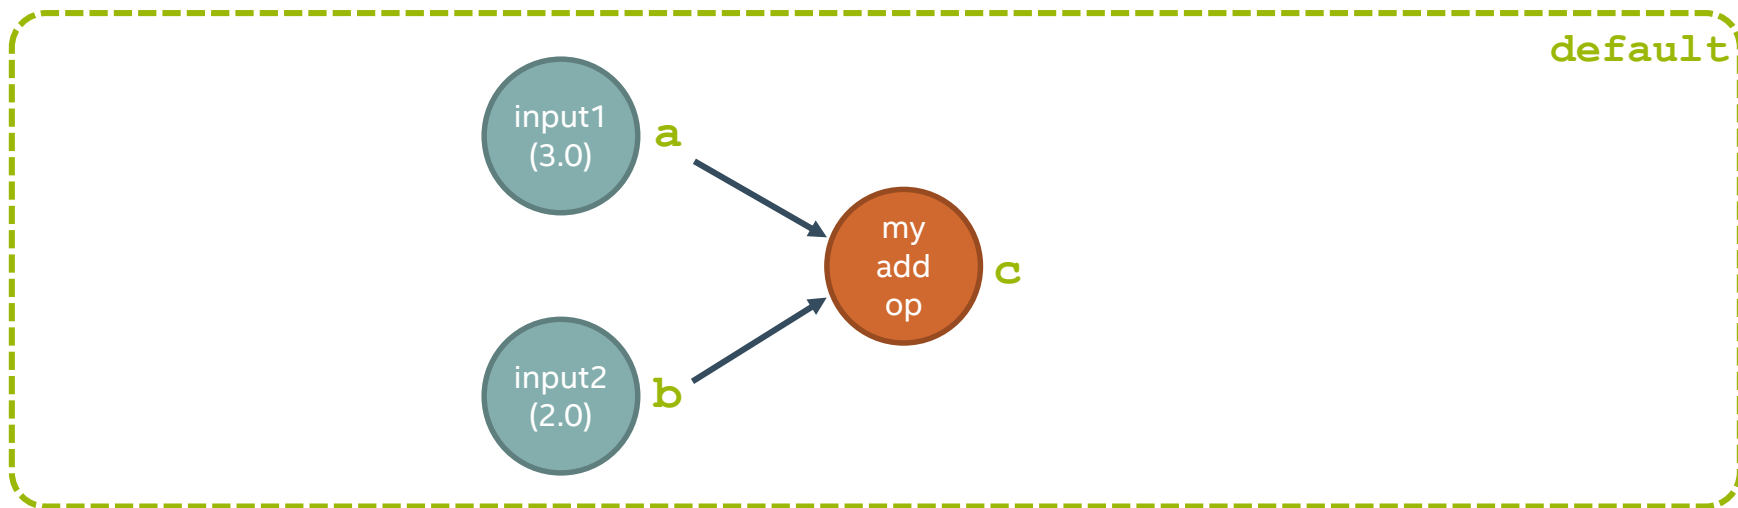 default
input1
(3.0)
a
my
add
op
c
input2
(2.0)
b